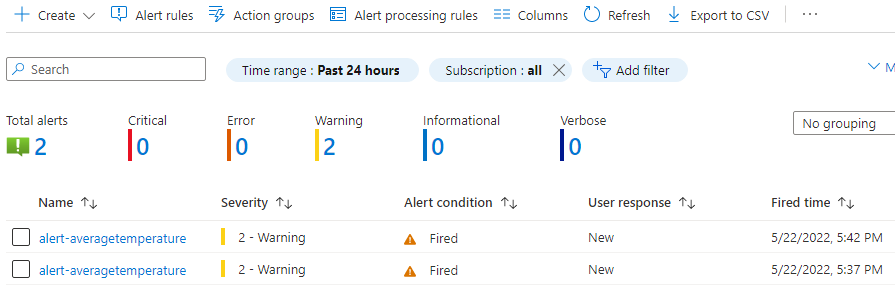 Create Alert rules Action groups Alert processing rules Columns Refresh Export to CSV ...
Search Time range : Past 24 hours Subscription : all Add filter M
Total alerts Critical Error Warning Informational Verbose
2 0 0 2 0 0 No grouping
Name Severity Alert condition User response Fired time
alert-averagetemperature 2 - Warning Fired New 5/22/2022, 5:42 PM
alert-averagetemperature 2 - Warning Fired New 5/22/2022, 5:37 PM